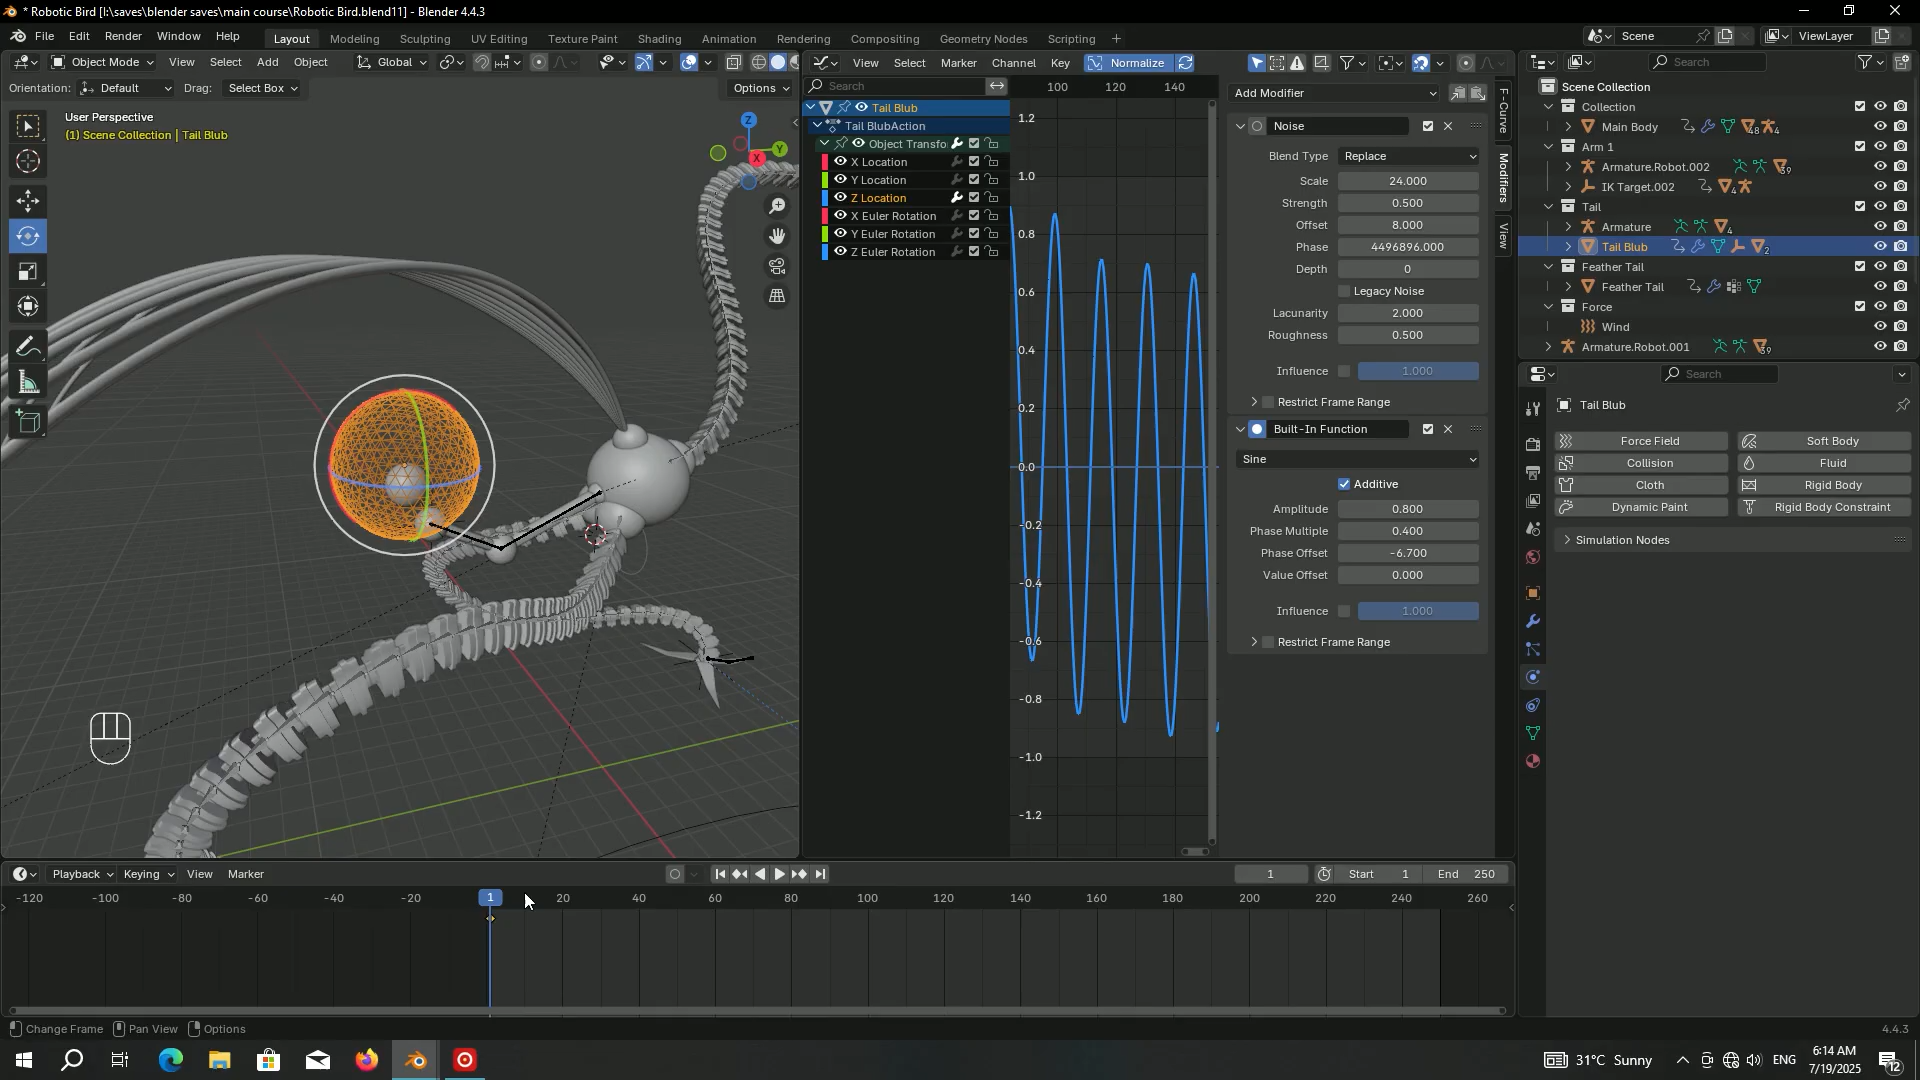 * Robotic Bird [I:\saves\blender saves\main course\Robotic Bird.blend11] - Blender 4.4.3
File Edit Render Window Help Layout Modeling Sculpting UV Editing Texture Paint Shading Animation Rendering Compositing Geometry Nodes Scripting + Scene ViewLayer
Object Mode View Select Add Object Global
View Select Marker Channel Key Normalize
Search
Orientation: Default Drag: Select Box Options
Search
User Perspective
(1) Scene Collection | Tail Blub
Z
Y
X
Tail Blub
Tail BlubAction
Object Transfo
X Location
Y Location
Z Location
X Euler Rotation
Y Euler Rotation
Z Euler Rotation
100 120 140
1.2
1.0
0.8
0.6
0.4
0.2
0.0
-0.2
-0.4
-0.6
-0.8
-1.0
-1.2
Add Modifier
Noise
Blend Type Replace
Scale 24.000
Strength 0.500
Offset 8.000
Phase 4496896.000
Depth 0
Legacy Noise
Lacunarity 2.000
Roughness 0.500
Influence 1.000
Restrict Frame Range
Built-In Function
Sine
Additive
Amplitude 0.800
Phase Multiple 0.400
Phase Offset -6.700
Value Offset 0.000
Influence 1.000
Restrict Frame Range
F-Curve
Modifiers
View
Scene Collection
Collection
Main Body 48 4
Arm 1
Armature.Robot.002 39
IK Target.002 4
Tail
Armature 4
Tail Blub 2
Feather Tail
Feather Tail
Force
Wind
Armature.Robot.001 39
Search
Tail Blub
Force Field Soft Body
Collision Fluid
Cloth Rigid Body
Dynamic Paint Rigid Body Constraint
Simulation Nodes
Playback Keying View Marker 1 Start 1 End 250
-120 -100 -80 -60 -40 -20 1 20 40 60 80 100 120 140 160 180 200 220 240 260
Change Frame Pan View Options 4.4.3
31°C Sunny ENG 6:14 AM
7/19/2025 12